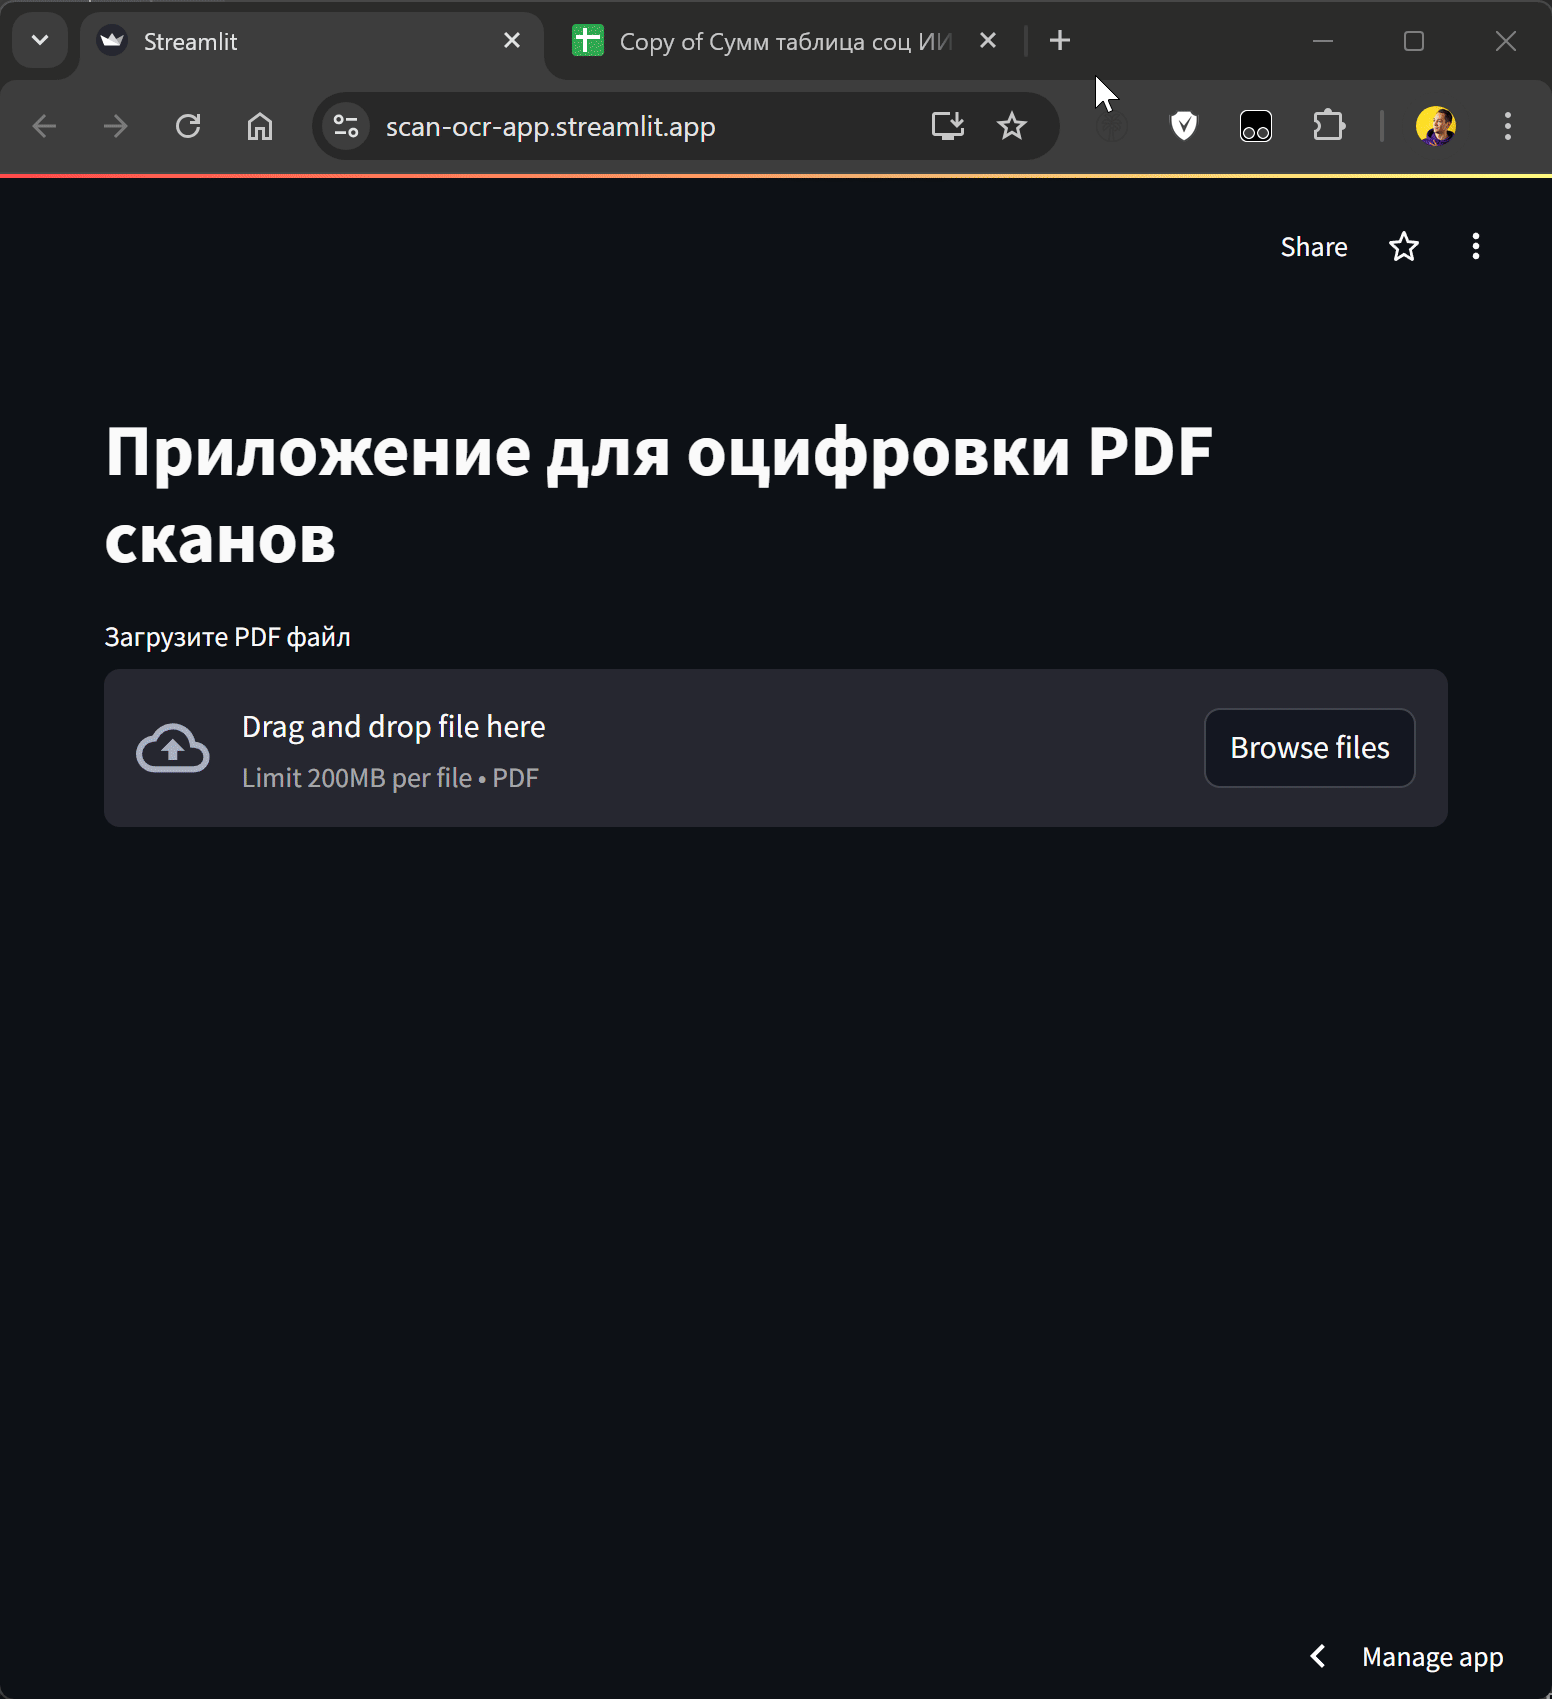 Streamlit
Copy of Сумм таблица соц ИИ
scan-ocr-app.streamlit.app
Share
Приложение для оцифровки PDF
сканов
Загрузите PDF файл
Drag and drop file here
Limit 200MB per file • PDF
Browse files
Manage app